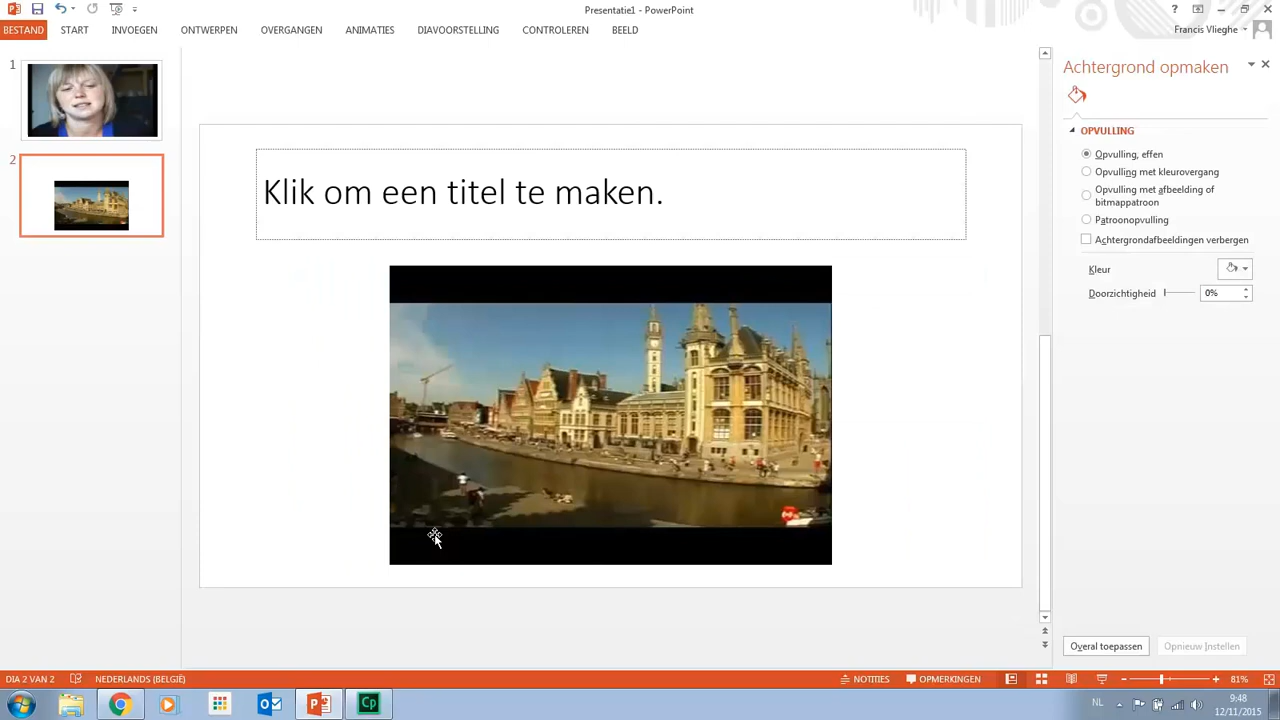 Presentatie1 - PowerPoint
?
BESTAND START INVOEGEN ONTWERPEN OVERGANGEN ANIMATIES DIAVOORSTELLING CONTROLEREN BEELD
Francis Vlieghe
1
2
Klik om een titel te maken.
Achtergrond opmaken
OPVULLING
Opvulling, effen
Opvulling met kleurovergang
Opvulling met afbeelding of
bitmappatroon
Patroonopvulling
Achtergrondafbeeldingen verbergen
Kleur
Doorzichtigheid 0%
Overal toepassen Opnieuw Instellen
DIA 2 VAN 2 NEDERLANDS (BELGIË) NOTITIES OPMERKINGEN 81%
Cp
NL
9:48
12/11/2015